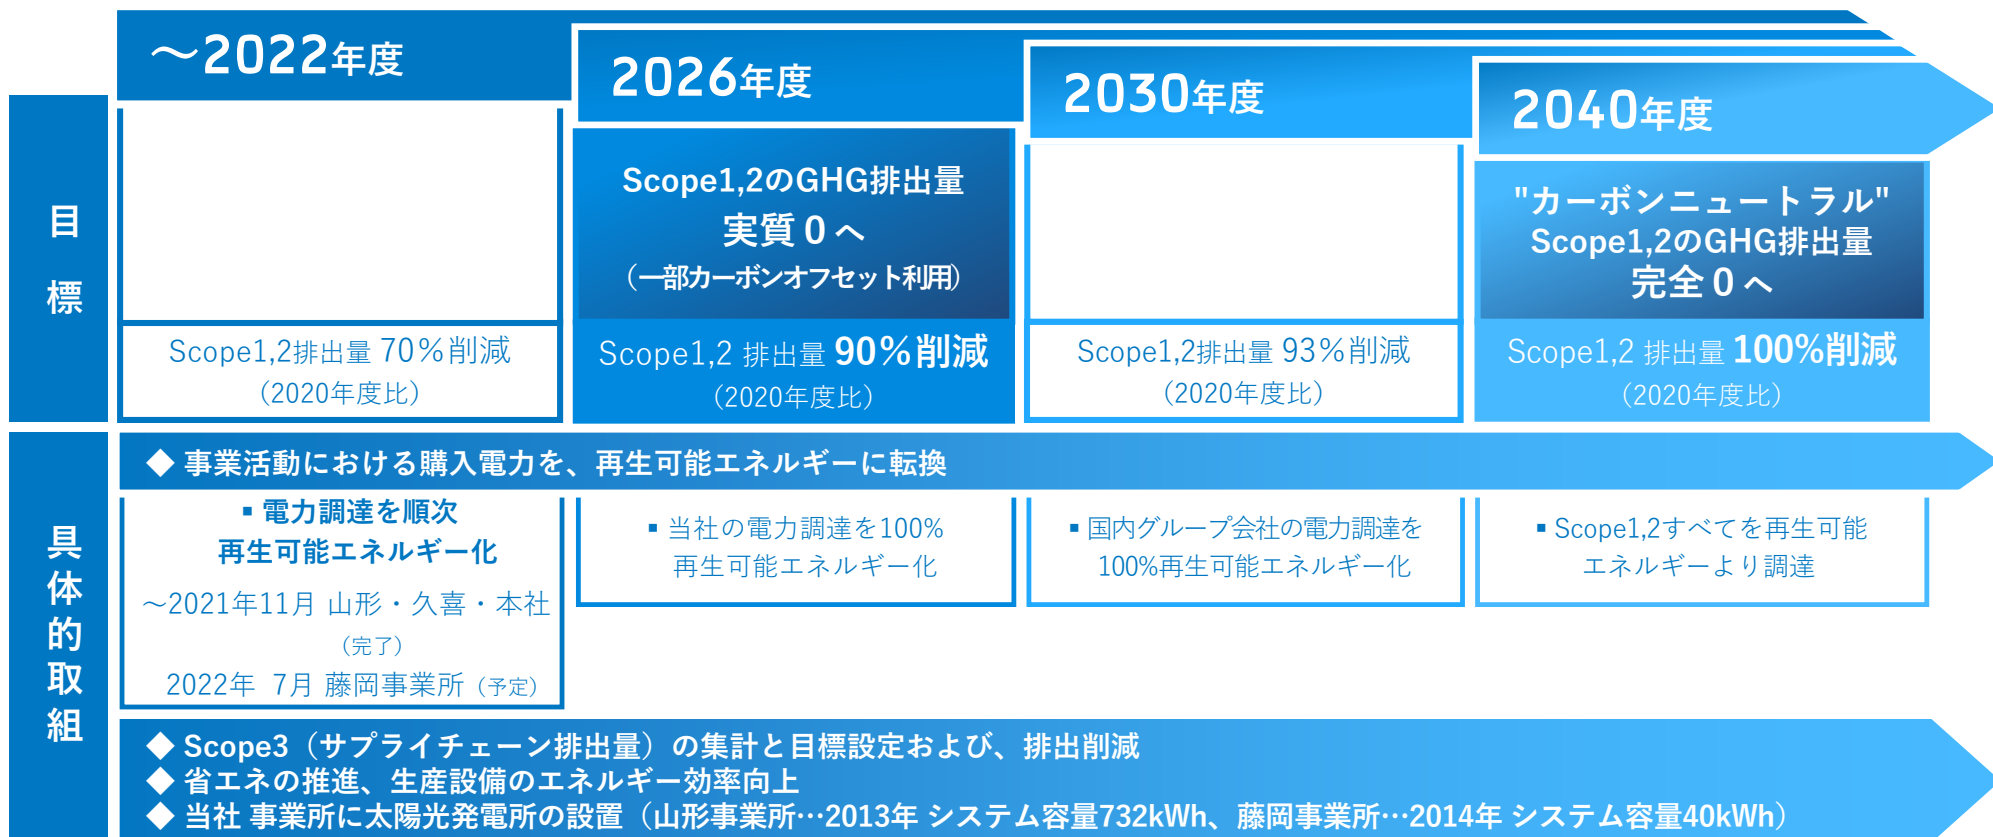 ～2022年度
2026年度
2030年度
2040年度
目標
Scope1,2のGHG排出量
実質０へ
（一部カーボンオフセット利用）
"カーボンニュートラル"
Scope1,2のGHG排出量
完全０へ
Scope1,2排出量 70％削減
（2020年度比）
Scope1,2 排出量 90％削減
（2020年度比）
Scope1,2排出量 93％削減
（2020年度比）
Scope1,2 排出量 100%削減
（2020年度比）
具体的取組
◆ 事業活動における購入電力を、再生可能エネルギーに転換
▪ 電力調達を順次
再生可能エネルギー化
～2021年11月 山形・久喜・本社
（完了）
2022年 7月 藤岡事業所（予定）
▪ 当社の電力調達を100%
再生可能エネルギー化
▪ 国内グループ会社の電力調達を
100%再生可能エネルギー化
▪ Scope1,2すべてを再生可能
エネルギーより調達
◆ Scope3（サプライチェーン排出量）の集計と目標設定および、排出削減
◆ 省エネの推進、生産設備のエネルギー効率向上
◆ 当社 事業所に太陽光発電所の設置（山形事業所…2013年 システム容量732kWh、藤岡事業所…2014年 システム容量40kWh）